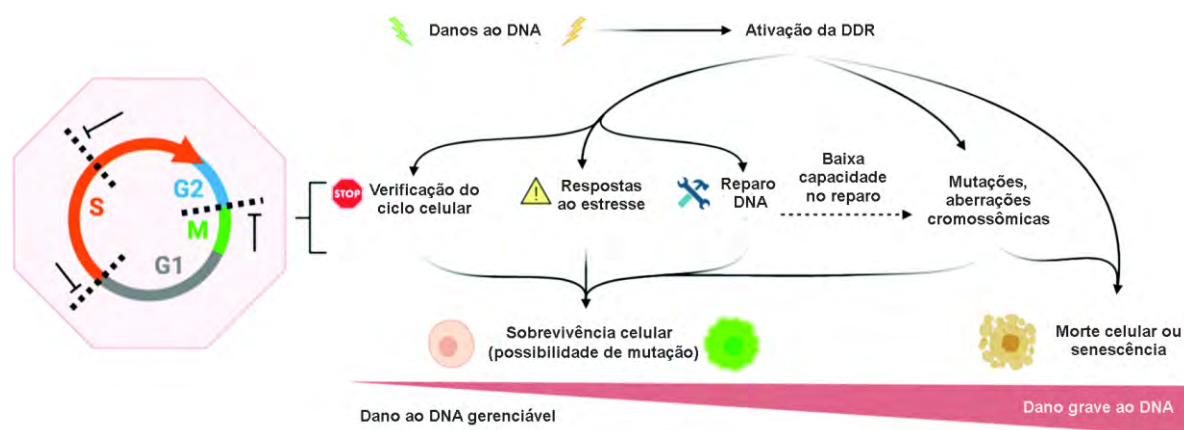 Danos ao DNA
Ativação da DDR
S
G2
M
G1
STOP
Verificação do
ciclo celular
!
Respostas
ao estresse
Reparo
DNA
Baixa
capacidade
no reparo
Mutações,
aberrações
cromossômicas
Sobrevivência celular
(possibilidade de mutação)
Morte celular ou
senescência
Dano ao DNA gerenciável
Dano grave ao DNA